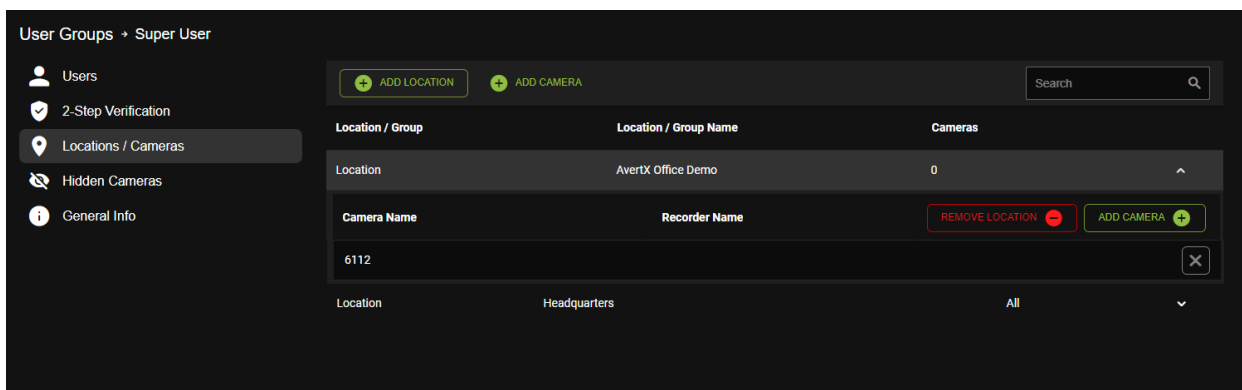 User Groups → Super User
Users
2-Step Verification
Locations / Cameras
Hidden Cameras
General Info
ADD LOCATION ADD CAMERA Search
Location / Group Location / Group Name Cameras
Location AvertX Office Demo 0
Camera Name Recorder Name REMOVE LOCATION ADD CAMERA
6112
Location Headquarters All